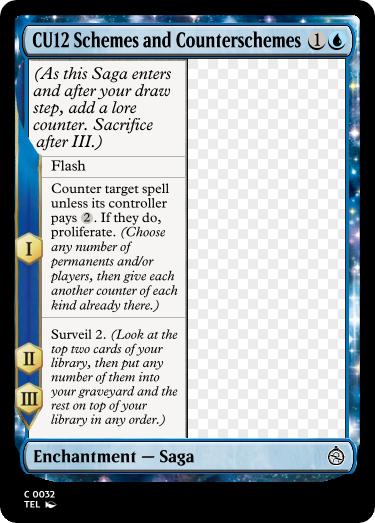 CU12 Schemes and Counterschemes 1
(As this Saga enters
and after your draw
step, add a lore
counter. Sacrifice
after III.)
Flash
I
Counter target spell
unless its controller
pays 2. If they do,
proliferate. (Choose
any number of
permanents and/or
players, then give each
another counter of each
kind already there.)
II
III
Surveil 2. (Look at the
top two cards of your
library, then put any
number of them into
your graveyard and the
rest on top of your
library in any order.)
Enchantment — Saga
C 0032
TEL